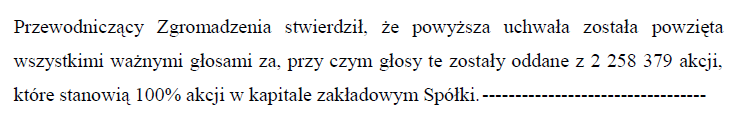 Przewodniczący Zgromadzenia stwierdził, że powyższa uchwała została powzięta
wszystkimi ważnymi głosami za, przy czym głosy te zostały oddane z 2 258 379 akcji,
które stanowią 100% akcji w kapitale zakładowym Spółki. ----------------------------------